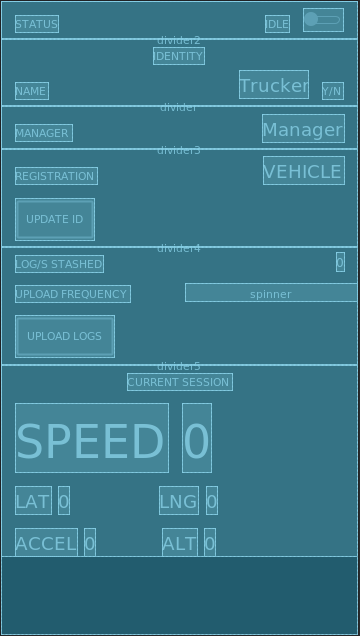 STATUS IDLE
divider2
IDENTITY
NAME Trucker Y/N
divider
MANAGER Manager
divider3
REGISTRATION VEHICLE
UPDATE ID
divider4
LOG/S STASHED 0
UPLOAD FREQUENCY spinner
UPLOAD LOGS
divider5
CURRENT SESSION
SPEED 0
LAT 0 LNG 0
ACCEL 0 ALT 0